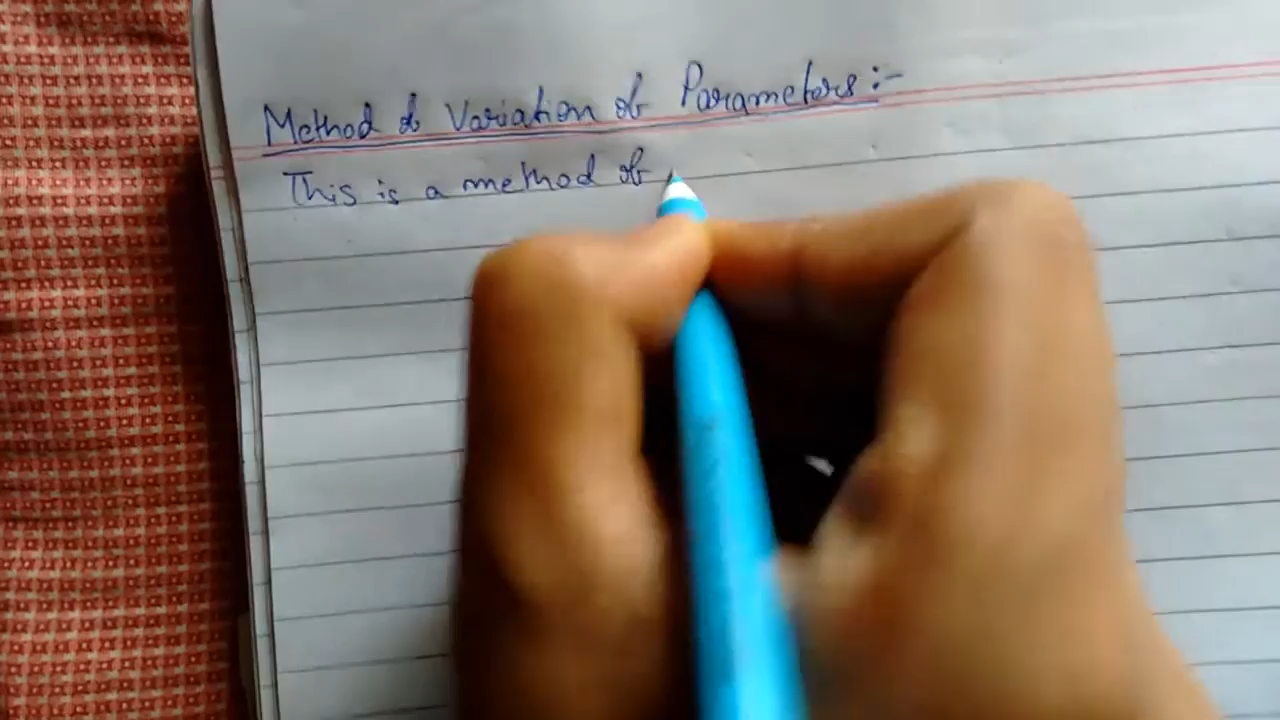 Method of Variation of Parameters :-
This is a method of